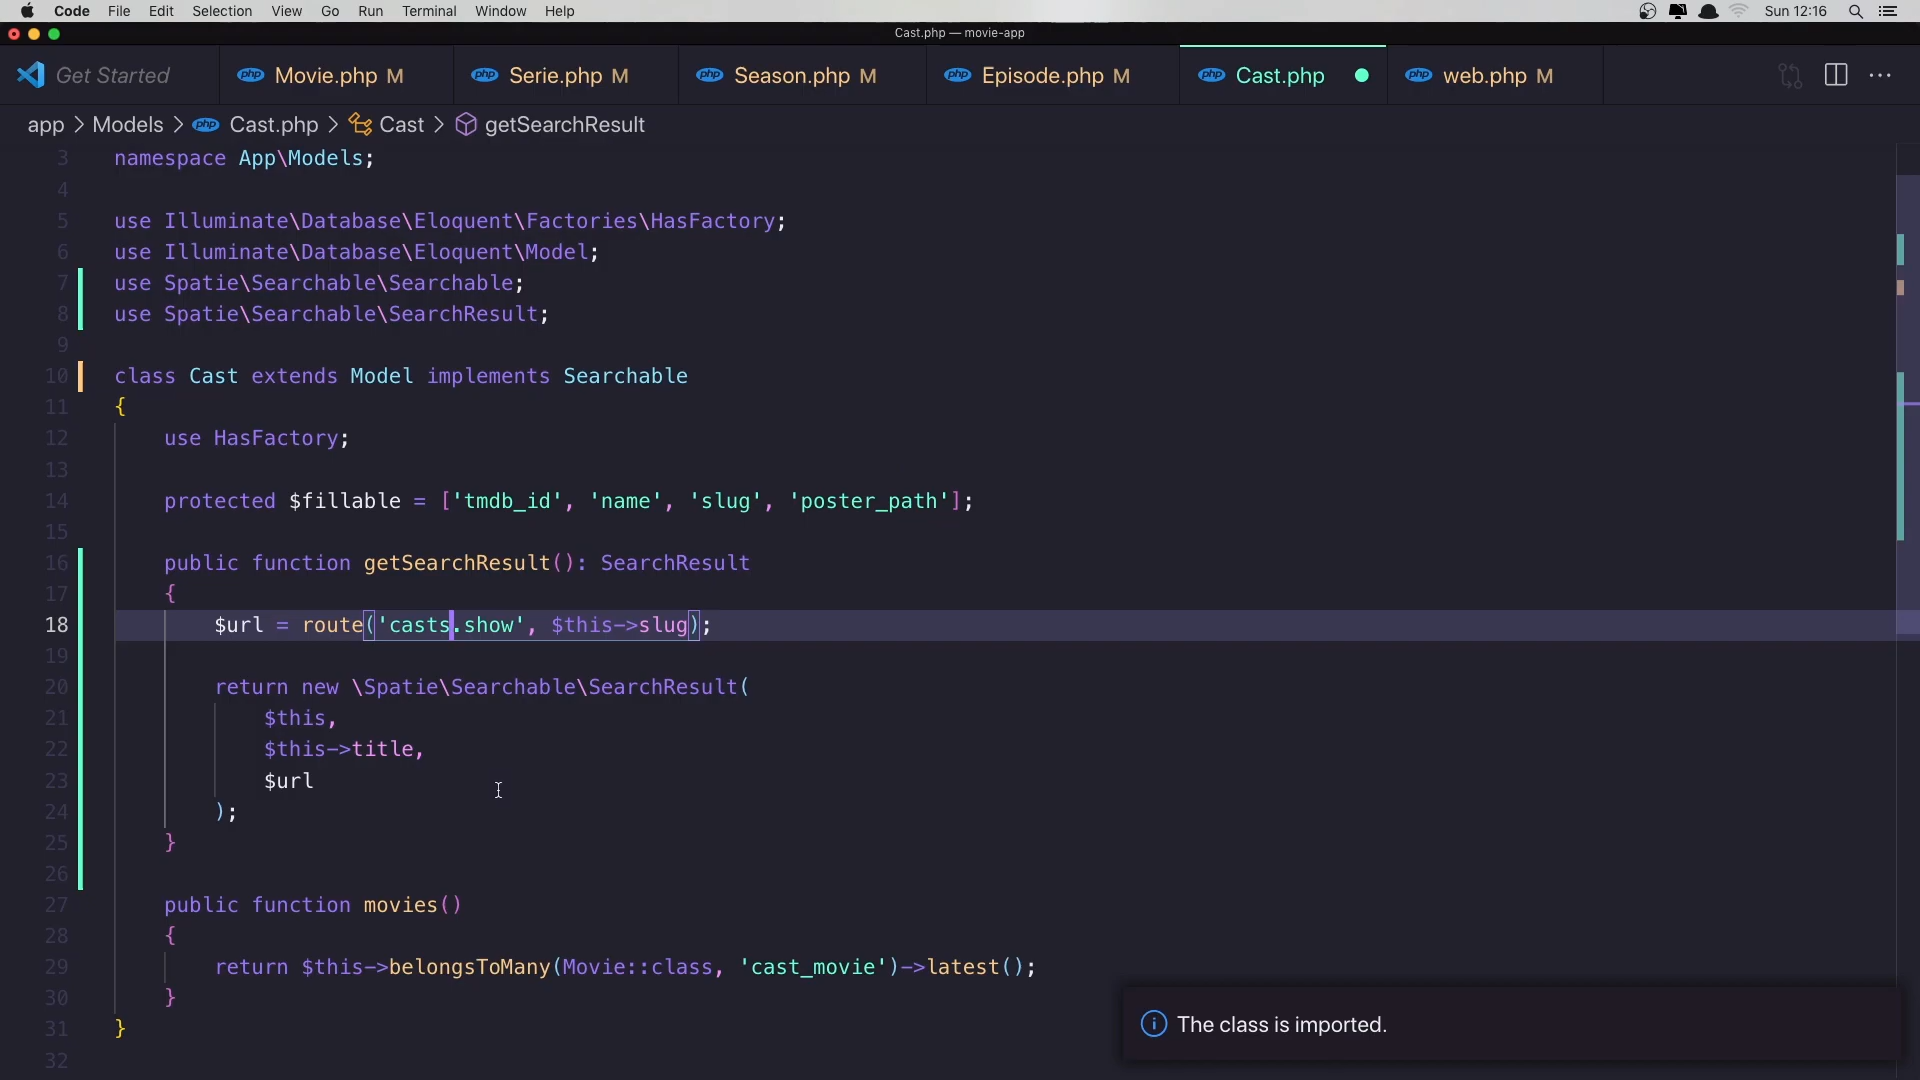 Code File Edit Selection View Go Run Terminal Window Help Sun 12:16
Cast.php — movie-app
Get Started php Movie.php M php Serie.php M php Season.php M php Episode.php M php Cast.php php web.php M
app > Models > php Cast.php > Cast > getSearchResult
3 namespace App\Models;
4
5 use Illuminate\Database\Eloquent\Factories\HasFactory;
6 use Illuminate\Database\Eloquent\Model;
7 use Spatie\Searchable\Searchable;
8 use Spatie\Searchable\SearchResult;
9
10 class Cast extends Model implements Searchable
11 {
12 use HasFactory;
13
14 protected $fillable = ['tmdb_id', 'name', 'slug', 'poster_path'];
15
16 public function getSearchResult(): SearchResult
17 {
18 $url = route('casts.show', $this->slug);
19
20 return new \Spatie\Searchable\SearchResult(
21 $this,
22 $this->title,
23 $url
24 );
25 }
26
27 public function movies()
28 {
29 return $this->belongsToMany(Movie::class, 'cast_movie')->latest();
30 }
31 }
32
The class is imported.